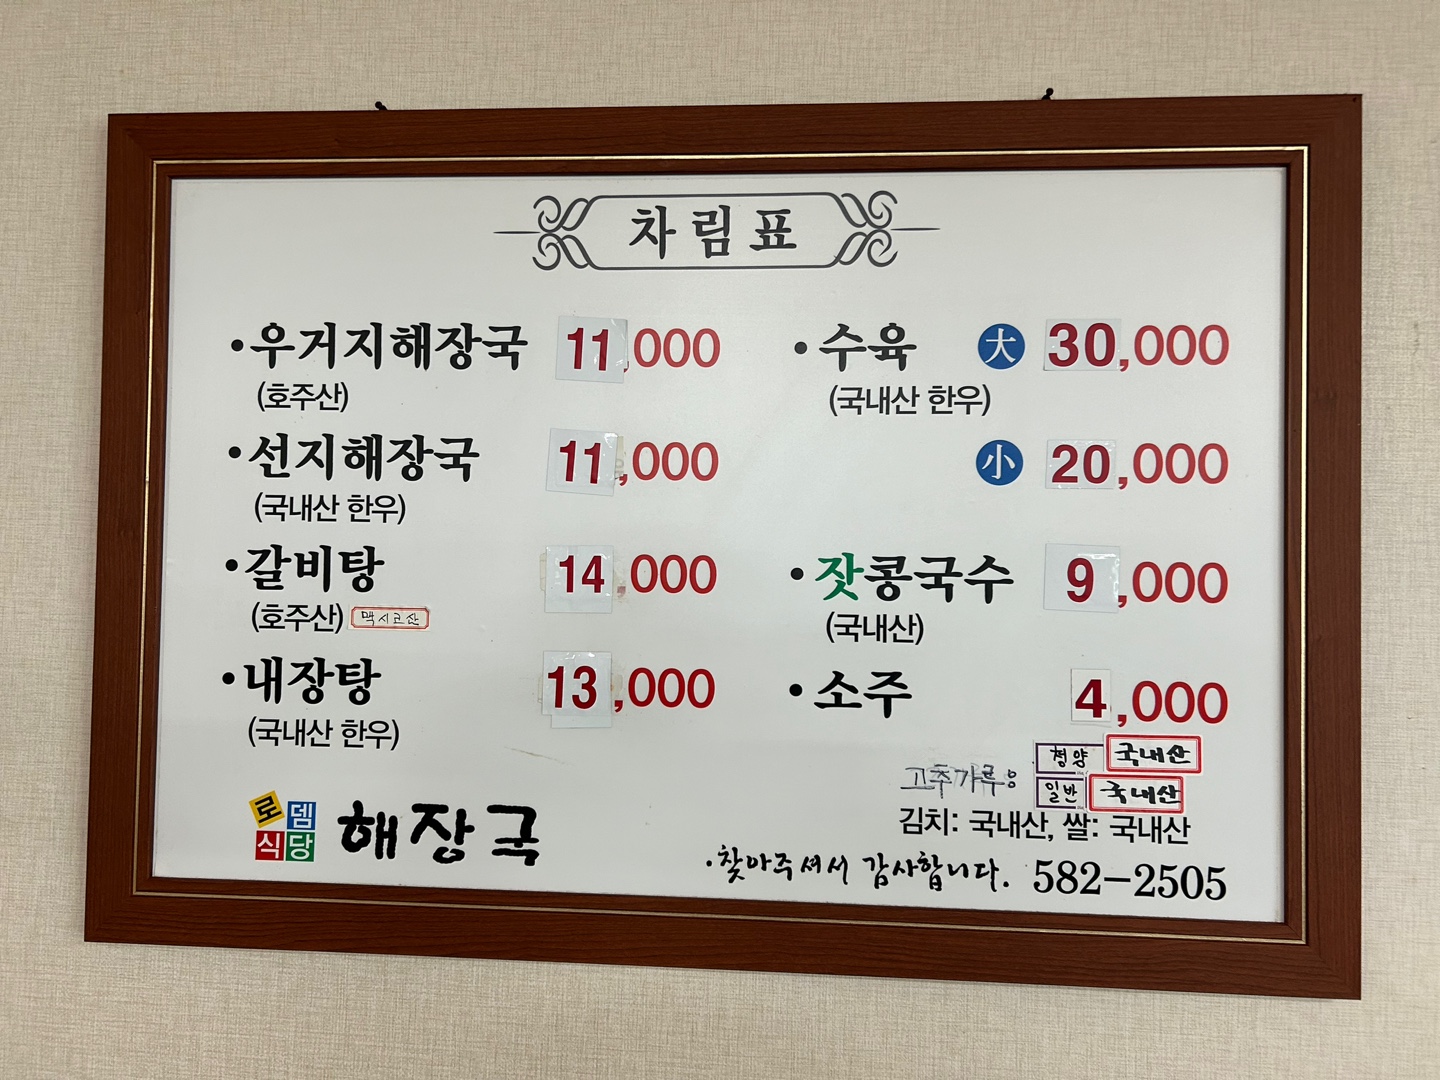 차림표
•우거지해장국 11,000
(호주산)
•선지해장국 11,000
(국내산 한우)
•갈비탕 14,000
(호주산) 맥시코산
•내장탕 13,000
(국내산 한우)
•수육 大 30,000
(국내산 한우)
小 20,000
•잣콩국수 9,000
(국내산)
•소주 4,000
고추가루: 청양 국내산
일반 국내산
김치: 국내산, 쌀: 국내산
로뎀식당 해장국
•찾아주셔서 감사합니다. 582-2505